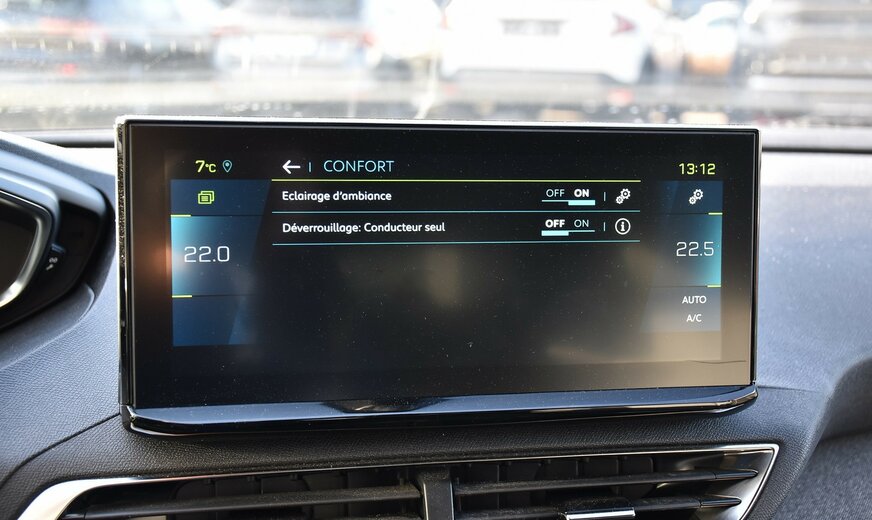 7°C
← | CONFORT
13:12
Eclairage d'ambiance OFF ON
Déverrouillage: Conducteur seul OFF ON
22.0
22.5
AUTO
A/C